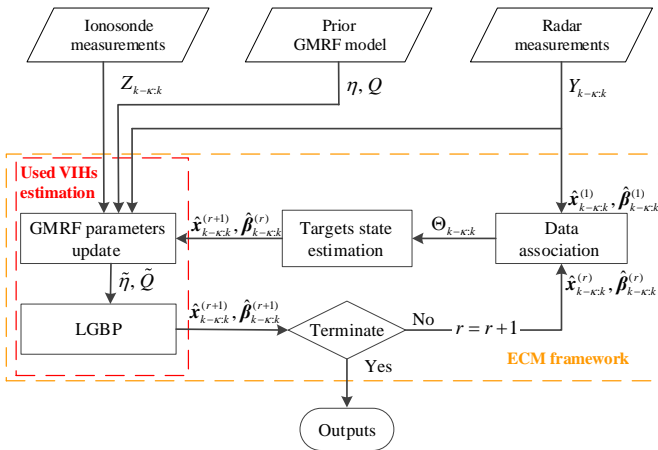 Ionosonde
measurements
Prior
GMRF model
Radar
measurements
Z_{k−κ:k}
η, Q
Y_{k−κ:k}
Used VIHs
estimation
x̂^{(1)}_{k−κ:k}, β̂^{(1)}_{k−κ:k}
GMRF parameters
update
x̂^{(r+1)}_{k−κ:k}, β̂^{(r)}_{k−κ:k}
Targets state
estimation
Θ_{k−κ:k}
Data
association
η̃, Q̃
x̂^{(r)}_{k−κ:k}, β̂^{(r)}_{k−κ:k}
LGBP
x̂^{(r+1)}_{k−κ:k}, β̂^{(r+1)}_{k−κ:k}
Terminate
No
r = r+1
Yes
ECM framework
Outputs